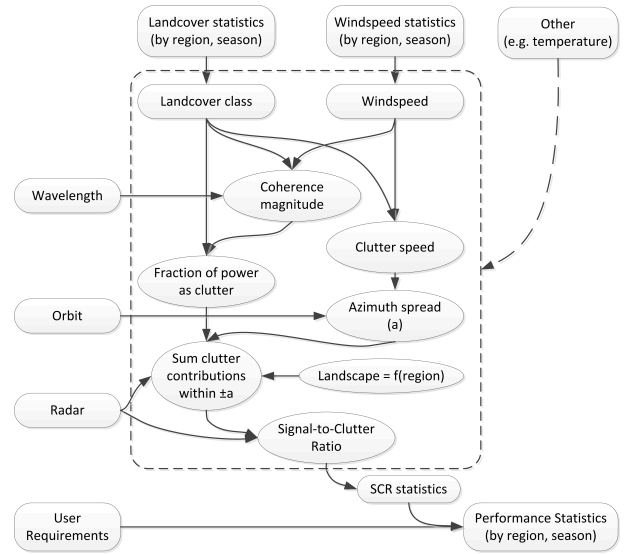 Landcover statistics
(by region, season)
Windspeed statistics
(by region, season)
Other
(e.g. temperature)
Landcover class
Windspeed
Wavelength
Coherence
magnitude
Clutter speed
Fraction of power
as clutter
Orbit
Azimuth spread
(a)
Sum clutter
contributions
within ±a
Landscape = f(region)
Radar
Signal-to-Clutter
Ratio
SCR statistics
User
Requirements
Performance Statistics
(by region, season)